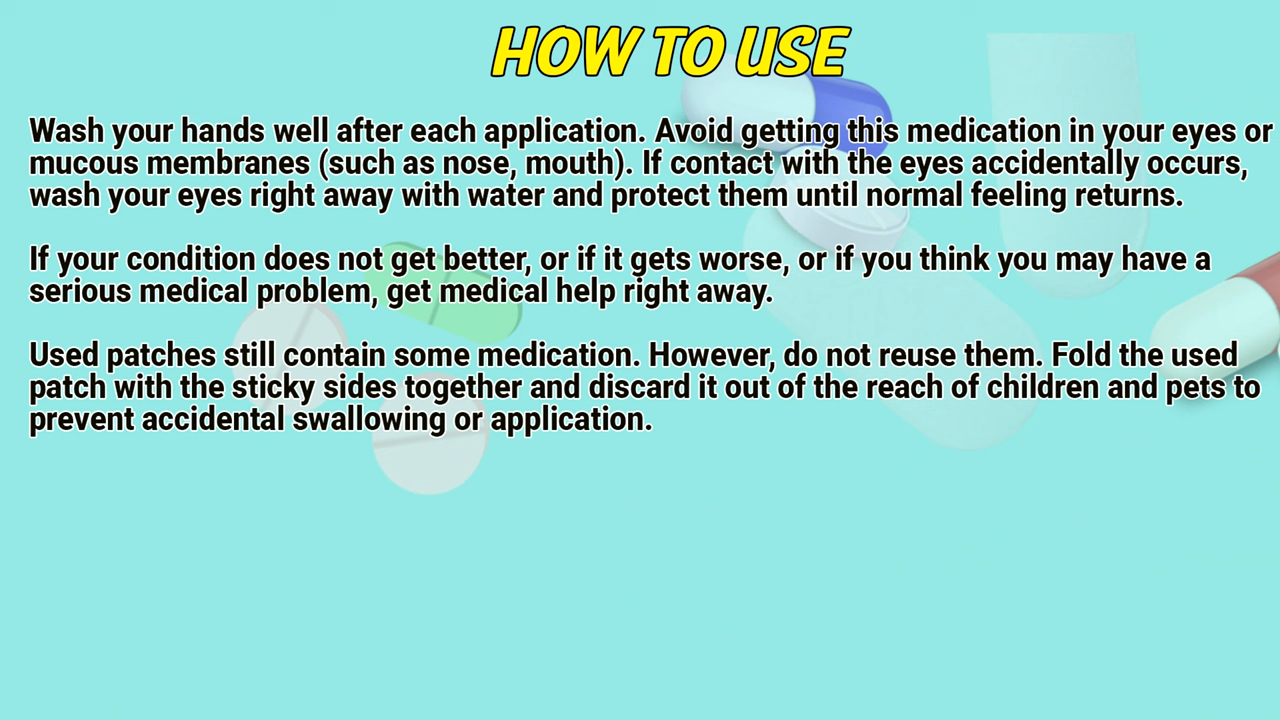 HOW TO USE
Wash your hands well after each application. Avoid getting this medication in your eyes or
mucous membranes (such as nose, mouth). If contact with the eyes accidentally occurs,
wash your eyes right away with water and protect them until normal feeling returns.
If your condition does not get better, or if it gets worse, or if you think you may have a
serious medical problem, get medical help right away.
Used patches still contain some medication. However, do not reuse them. Fold the used
patch with the sticky sides together and discard it out of the reach of children and pets to
prevent accidental swallowing or application.